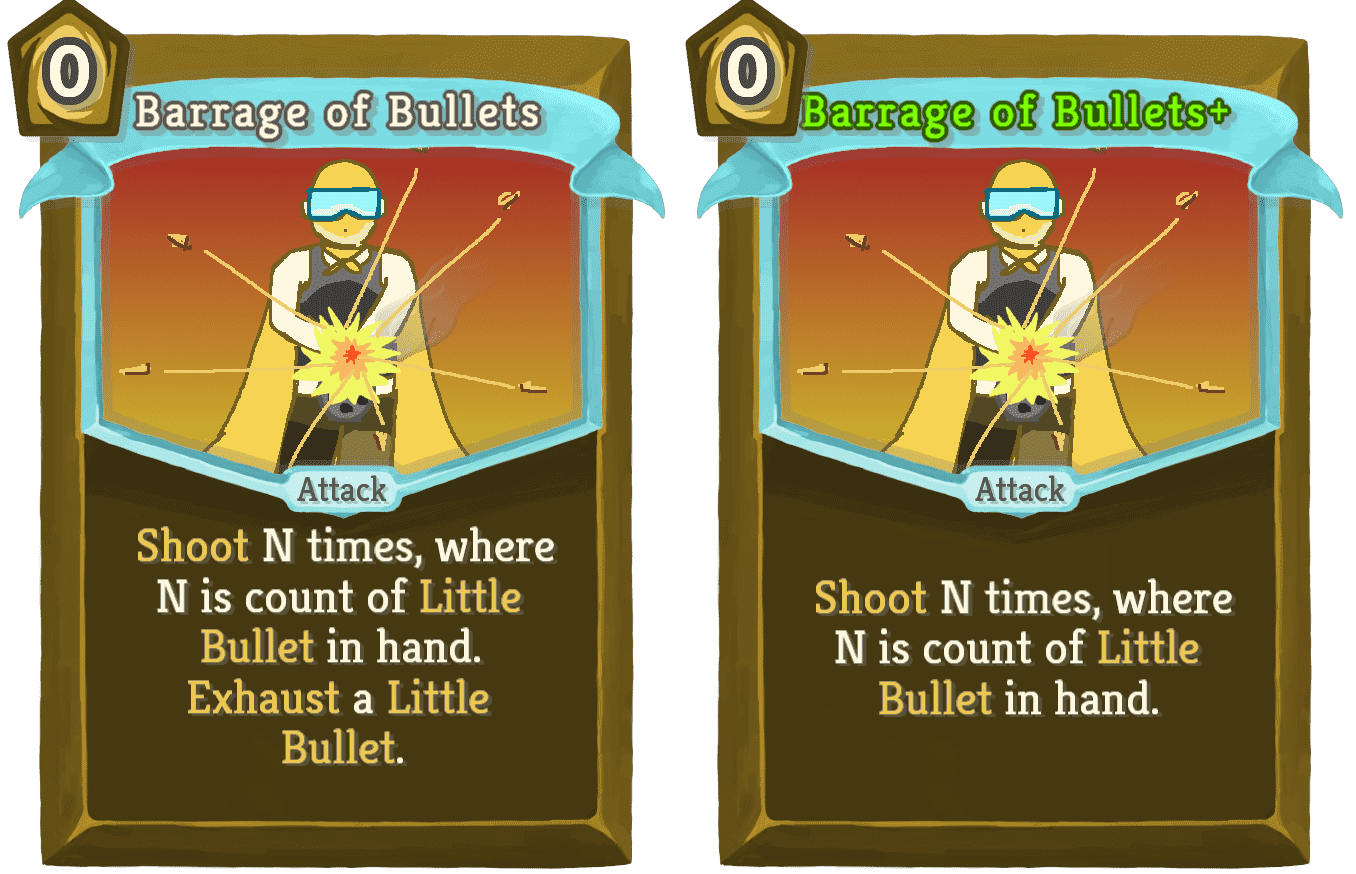 0
Barrage of Bullets
Attack
Shoot N times, where
N is count of Little
Bullet in hand.
Exhaust a Little
Bullet.
0
Barrage of Bullets+
Attack
Shoot N times, where
N is count of Little
Bullet in hand.